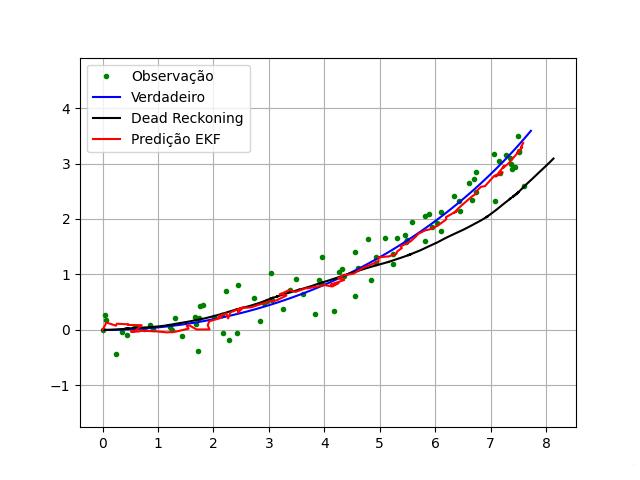 Observação
Verdadeiro
Dead Reckoning
Predição EKF
4
3
2
1
0
−1
0 1 2 3 4 5 6 7 8